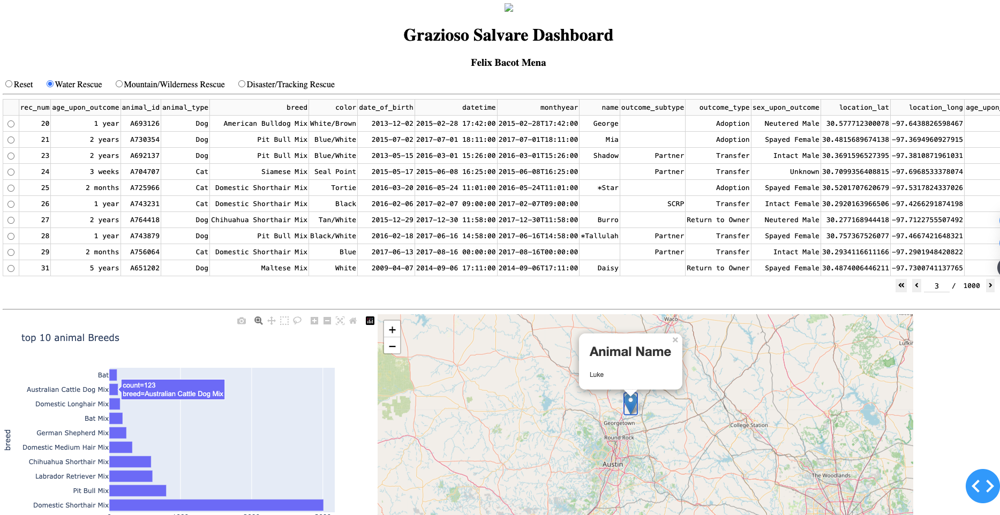 Grazioso Salvare Dashboard
Felix Bacot Mena
Reset Water Rescue Mountain/Wilderness Rescue Disaster/Tracking Rescue
rec_num age_upon_outcome animal_id animal_type breed color date_of_birth datetime monthyear name outcome_subtype outcome_type sex_upon_outcome location_lat location_long age_upon_
20 1 year A693126 Dog American Bulldog Mix White/Brown 2013-12-02 2015-02-28 17:42:00 2015-02-28T17:42:00 George Adoption Neutered Male 30.577712300078 -97.6438826598467
21 2 years A730354 Dog Pit Bull Mix Blue/White 2015-07-02 2017-07-01 18:11:00 2017-07-01T18:11:00 Mia Adoption Spayed Female 30.4815689674138 -97.3694960927915
23 2 years A692137 Dog Pit Bull Mix Blue/White 2013-05-15 2016-03-01 15:26:00 2016-03-01T15:26:00 Shadow Partner Transfer Intact Male 30.3691596527395 -97.3810871961031
24 3 weeks A704707 Cat Siamese Mix Seal Point 2015-05-17 2015-06-08 16:25:00 2015-06-08T16:25:00 Partner Transfer Unknown 30.7099356408815 -97.6968533378074
25 2 months A725966 Cat Domestic Shorthair Mix Tortie 2016-03-20 2016-05-24 11:01:00 2016-05-24T11:01:00 *Star Adoption Spayed Female 30.5201707620679 -97.5317824337026
26 1 year A743231 Cat Domestic Shorthair Mix Black 2016-02-06 2017-02-07 09:00:00 2017-02-07T09:00:00 SCRP Transfer Intact Female 30.2920163966506 -97.4266291874198
27 2 years A764418 Dog Chihuahua Shorthair Mix Tan/White 2015-12-29 2017-12-30 11:58:00 2017-12-30T11:58:00 Burro Return to Owner Neutered Male 30.277168944418 -97.7122755507492
28 1 year A743879 Dog Pit Bull Mix Black/White 2016-02-18 2017-06-16 14:58:00 2017-06-16T14:58:00 *Tallulah Partner Transfer Spayed Female 30.757367526077 -97.4667421648321
29 2 months A756064 Cat Domestic Shorthair Mix Blue 2017-06-13 2017-08-16 00:00:00 2017-08-16T00:00:00 Partner Transfer Intact Male 30.2934116611166 -97.2901948420822
31 5 years A651202 Dog Maltese Mix White 2009-04-07 2014-09-06 17:11:00 2014-09-06T17:11:00 Daisy Return to Owner Spayed Female 30.4874006446211 -97.7300741137765
« ‹ 3 / 1000 ›
top 10 animal Breeds
Bat
Australian Cattle Dog Mix
Domestic Longhair Mix
Bat Mix
German Shepherd Mix
Domestic Medium Hair Mix
Chihuahua Shorthair Mix
Labrador Retriever Mix
Pit Bull Mix
Domestic Shorthair Mix
breed
count=123
breed=Australian Cattle Dog Mix
+
−
Waco
Lufkin
Animal Name
×
Luke
Georgetown
College Station
Round Rock
Austin
The Woodlands